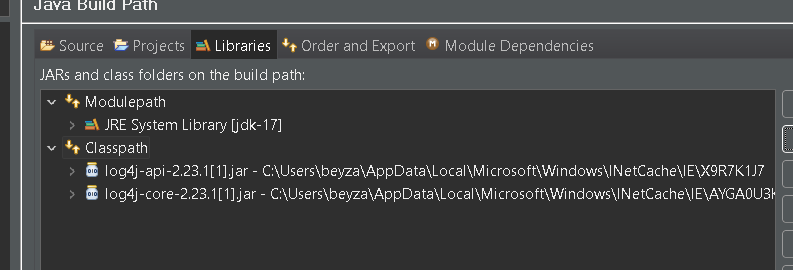 Java Build Path
Source Projects Libraries Order and Export Module Dependencies
JARs and class folders on the build path:
Modulepath
JRE System Library [jdk-17]
Classpath
log4j-api-2.23.1[1].jar - C:\Users\beyza\AppData\Local\Microsoft\Windows\INetCache\IE\X9R7K1J7
log4j-core-2.23.1[1].jar - C:\Users\beyza\AppData\Local\Microsoft\Windows\INetCache\IE\AYGA0U3